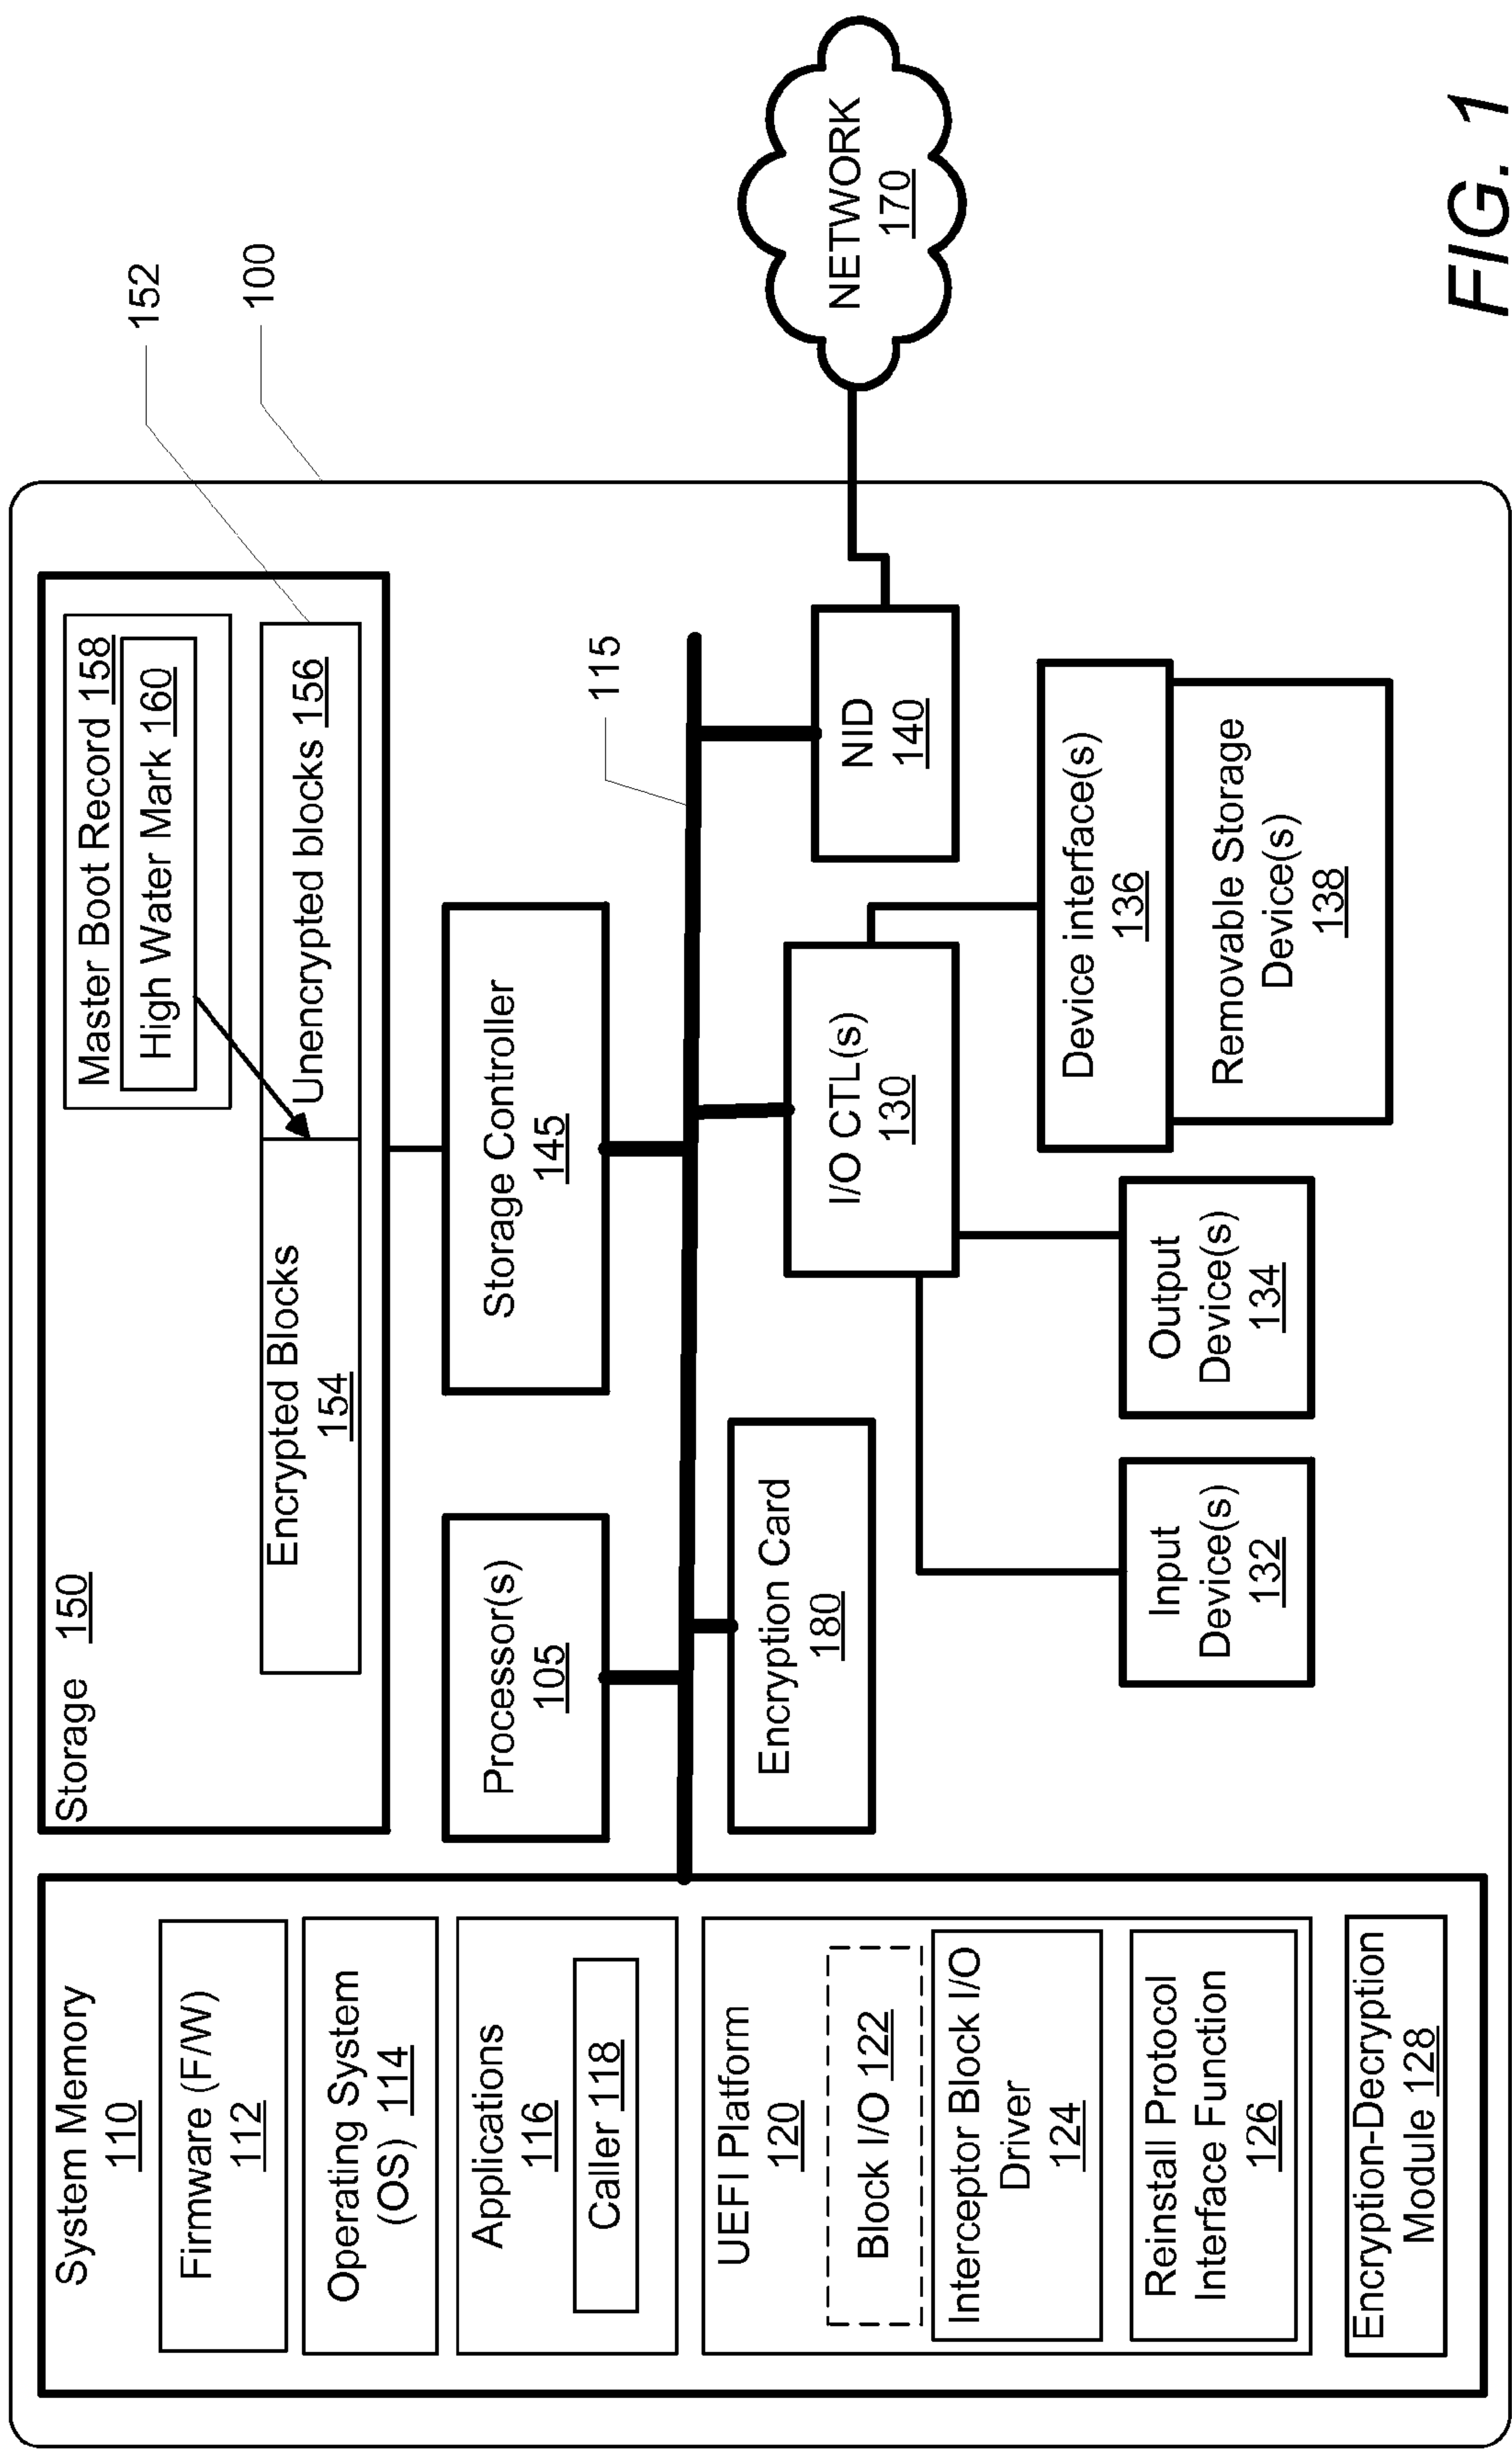 System Memory
110
Firmware (F/W)
112
Operating System
(OS) 114
Applications
116
Caller 118
UEFI Platform
120
Block I/O 122
Interceptor Block I/O
Driver
124
Reinstall Protocol
Interface Function
126
Encryption-Decryption
Module 128
Storage 150
Master Boot Record 158
High Water Mark 160
Encrypted Blocks
154
Unencrypted blocks 156
152
100
Processor(s)
105
Storage Controller
145
115
Encryption Card
180
I/O CTL(s)
130
NID
140
NETWORK
170
Input
Device(s)
132
Output
Device(s)
134
Device interface(s)
136
Removable Storage
Device(s)
138
FIG. 1